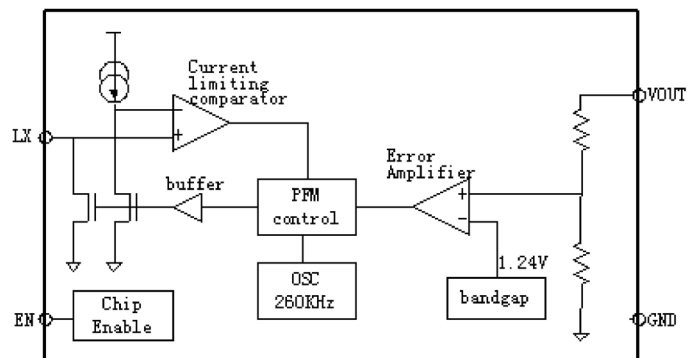 Current
limiting
comparator
VOUT
LX
−
+
Error
Amplifier
buffer
PFM
control
+
−
1.24V
OSC
260KHz
bandgap
Chip
Enable
EN
GND